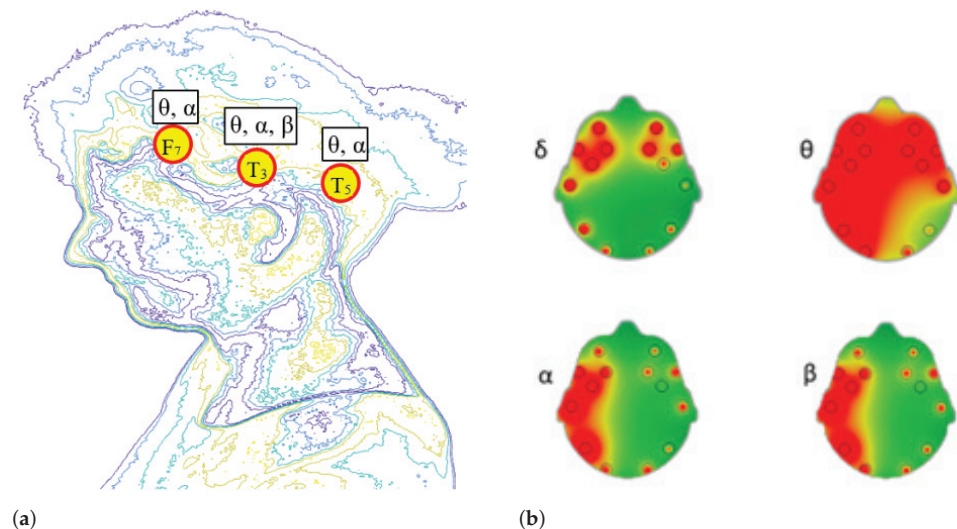 θ, α
θ, α, β
θ, α
F₇
T₃
T₅
δ
θ
α
β
(a)
(b)